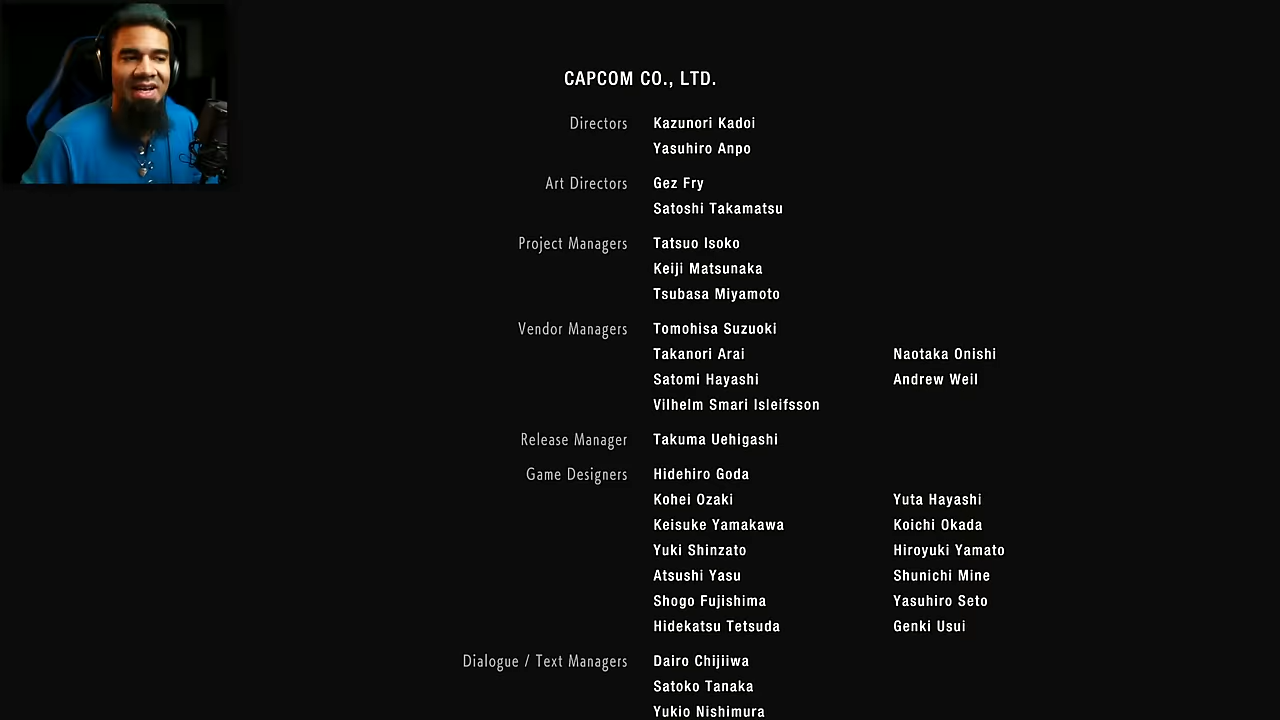 CAPCOM CO., LTD.
Directors Kazunori Kadoi
Yasuhiro Anpo
Art Directors Gez Fry
Satoshi Takamatsu
Project Managers Tatsuo Isoko
Keiji Matsunaka
Tsubasa Miyamoto
Vendor Managers Tomohisa Suzuoki
Takanori Arai Naotaka Onishi
Satomi Hayashi Andrew Weil
Vilhelm Smari Isleifsson
Release Manager Takuma Uehigashi
Game Designers Hidehiro Goda
Kohei Ozaki Yuta Hayashi
Keisuke Yamakawa Koichi Okada
Yuki Shinzato Hiroyuki Yamato
Atsushi Yasu Shunichi Mine
Shogo Fujishima Yasuhiro Seto
Hidekatsu Tetsuda Genki Usui
Dialogue / Text Managers Dairo Chijiiwa
Satoko Tanaka
Yukio Nishimura